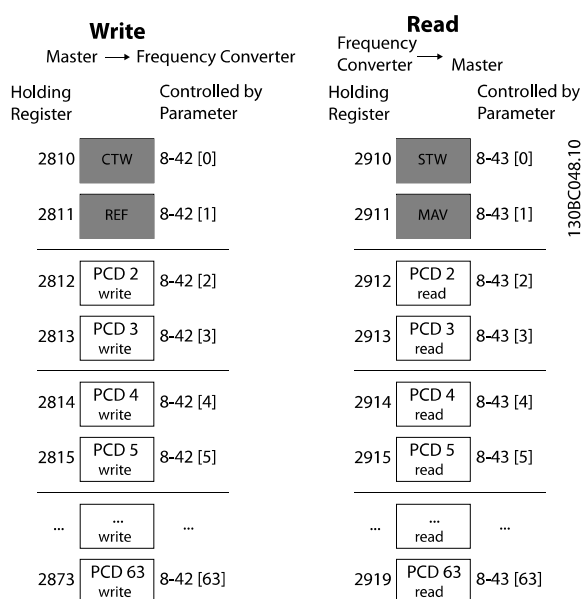 Write
Master → Frequency Converter
Holding Register
Controlled by Parameter
2810 CTW 8-42 [0]
2811 REF 8-42 [1]
2812 PCD 2 write 8-42 [2]
2813 PCD 3 write 8-42 [3]
2814 PCD 4 write 8-42 [4]
2815 PCD 5 write 8-42 [5]
... ... write ...
2873 PCD 63 write 8-42 [63]
Read
Frequency Converter → Master
Holding Register
Controlled by Parameter
2910 STW 8-43 [0]
2911 MAV 8-43 [1]
2912 PCD 2 read 8-43 [2]
2913 PCD 3 read 8-43 [3]
2914 PCD 4 read 8-43 [4]
2915 PCD 5 read 8-43 [5]
... ... read ...
2919 PCD 63 read 8-43 [63]
130BC048.10